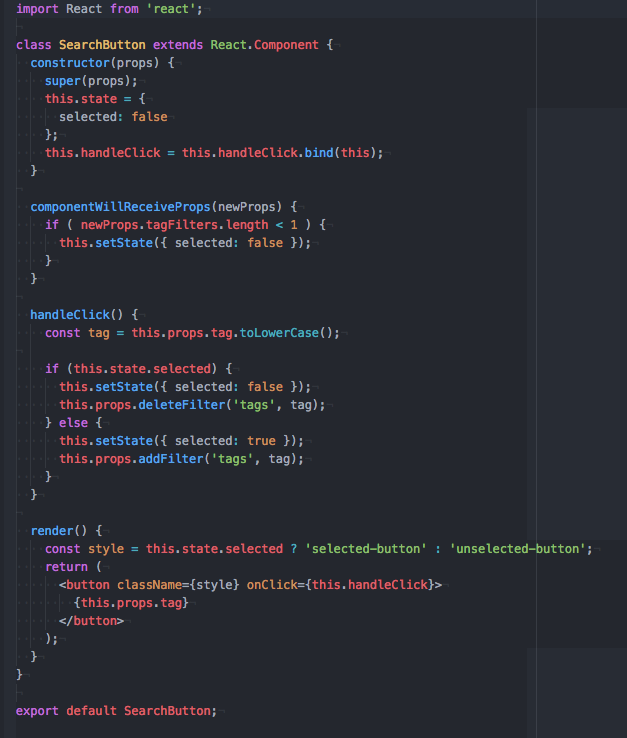 import React from 'react';
class SearchButton extends React.Component {
constructor(props) {
super(props);
this.state = {
selected: false
};
this.handleClick = this.handleClick.bind(this);
}
componentWillReceiveProps(newProps) {
if ( newProps.tagFilters.length < 1 ) {
this.setState({ selected: false });
}
}
handleClick() {
const tag = this.props.tag.toLowerCase();
if (this.state.selected) {
this.setState({ selected: false });
this.props.deleteFilter('tags', tag);
} else {
this.setState({ selected: true });
this.props.addFilter('tags', tag);
}
}
render() {
const style = this.state.selected ? 'selected-button' : 'unselected-button';
return (
<button className={style} onClick={this.handleClick}>
{this.props.tag}
</button>
);
}
}
export default SearchButton;